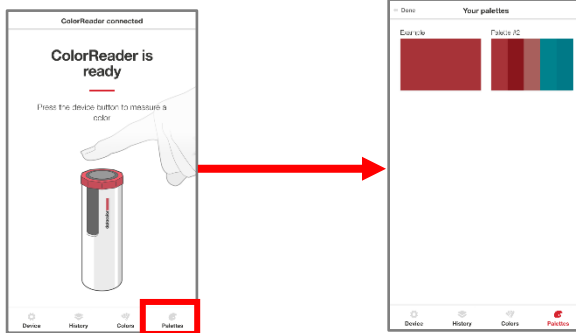 ColorReader connected
ColorReader is
ready
Press the device button to measure a
color
datacolor
Device
History
Colors
Palettes
Done
Your palettes
Example
Palette #2
Device
History
Colors
Palettes